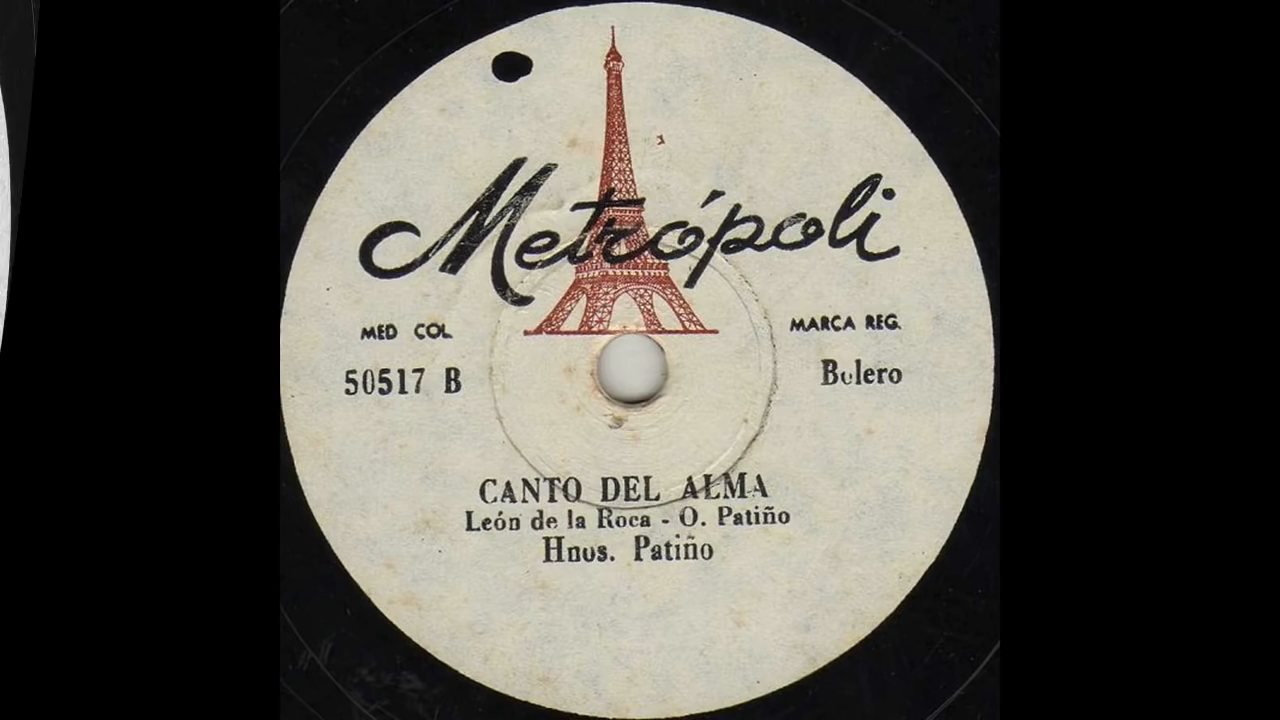 Metrópoli
MED COL
MARCA REG.
50517 B
Bolero
CANTO DEL ALMA
León de la Roca - O. Patiño
Hnos. Patiño